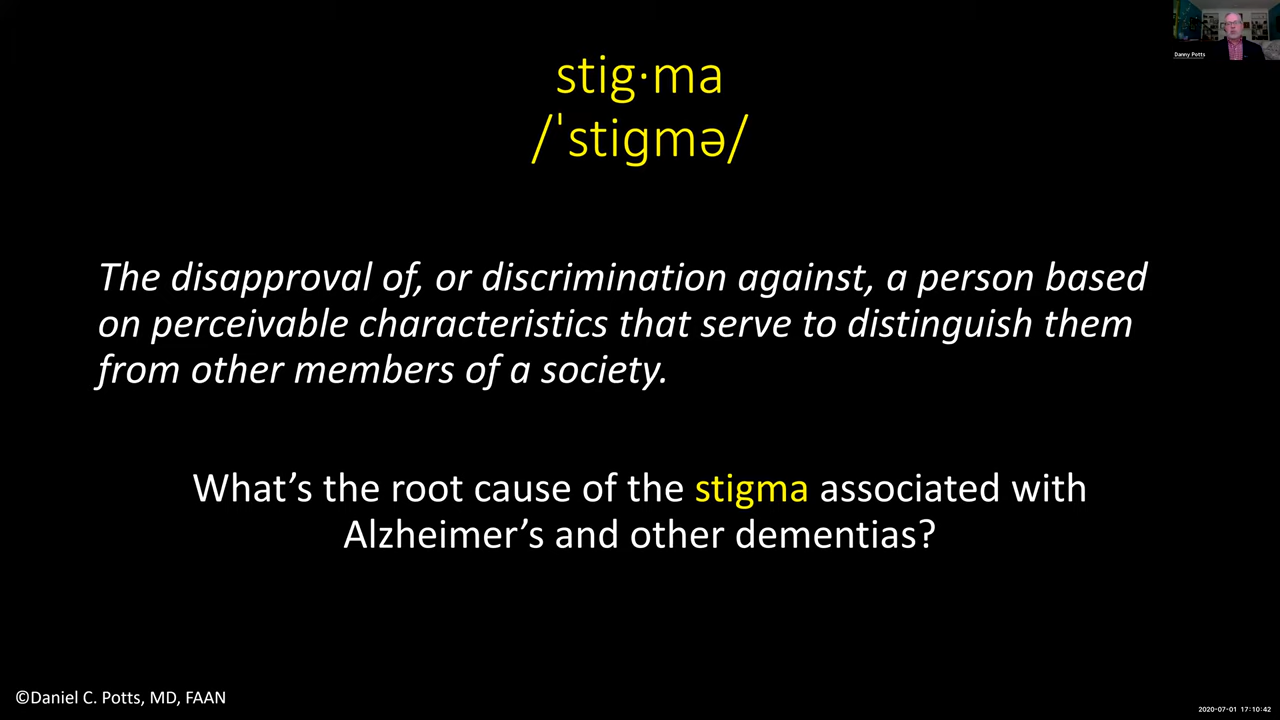 Danny Potts
stig·ma
/ˈstiɡmə/
The disapproval of, or discrimination against, a person based
on perceivable characteristics that serve to distinguish them
from other members of a society.
What’s the root cause of the stigma associated with
Alzheimer’s and other dementias?
©Daniel C. Potts, MD, FAAN
2020-07-01 17:10:42